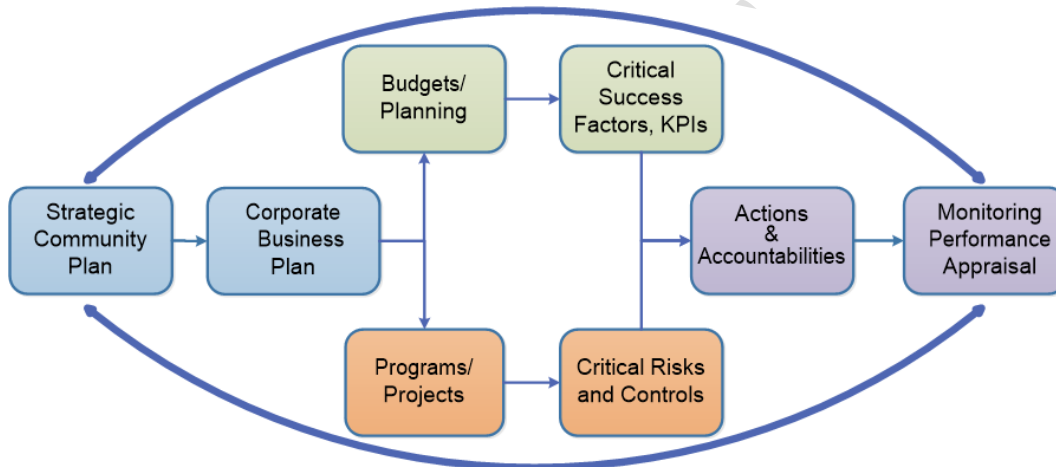 Budgets/
Planning
Critical
Success
Factors, KPIs
Strategic
Community
Plan
Corporate
Business
Plan
Actions
&
Accountabilities
Monitoring
Performance
Appraisal
Programs/
Projects
Critical Risks
and Controls